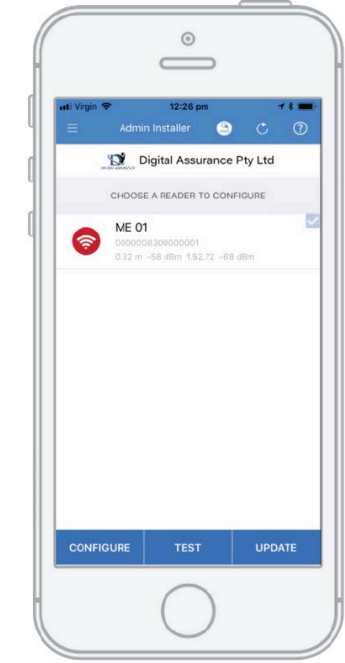 Virgin 12:26 pm
Admin Installer
Digital Assurance Pty Ltd
CHOOSE A READER TO CONFIGURE
ME 01
0000008300000001
0.32 m -58 dBm 1.52.72 -68 dBm
CONFIGURE TEST UPDATE